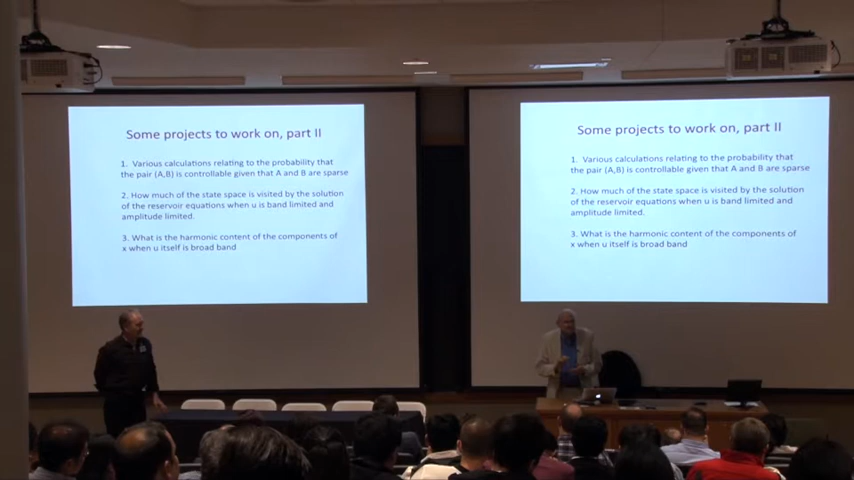 Some projects to work on, part II
1. Various calculations relating to the probability that
the pair (A,B) is controllable given that A and B are sparse
2. How much of the state space is visited by the solution
of the reservoir equations when u is band limited and
amplitude limited.
3. What is the harmonic content of the components of
x when u itself is broad band
Some projects to work on, part II
1. Various calculations relating to the probability that
the pair (A,B) is controllable given that A and B are sparse
2. How much of the state space is visited by the solution
of the reservoir equations when u is band limited and
amplitude limited.
3. What is the harmonic content of the components of
x when u itself is broad band